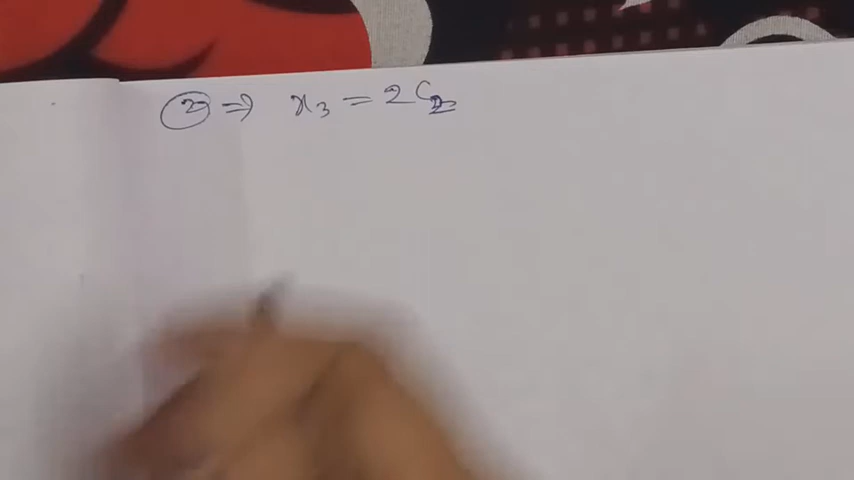 ② ⇒ x₃ = 2C₂